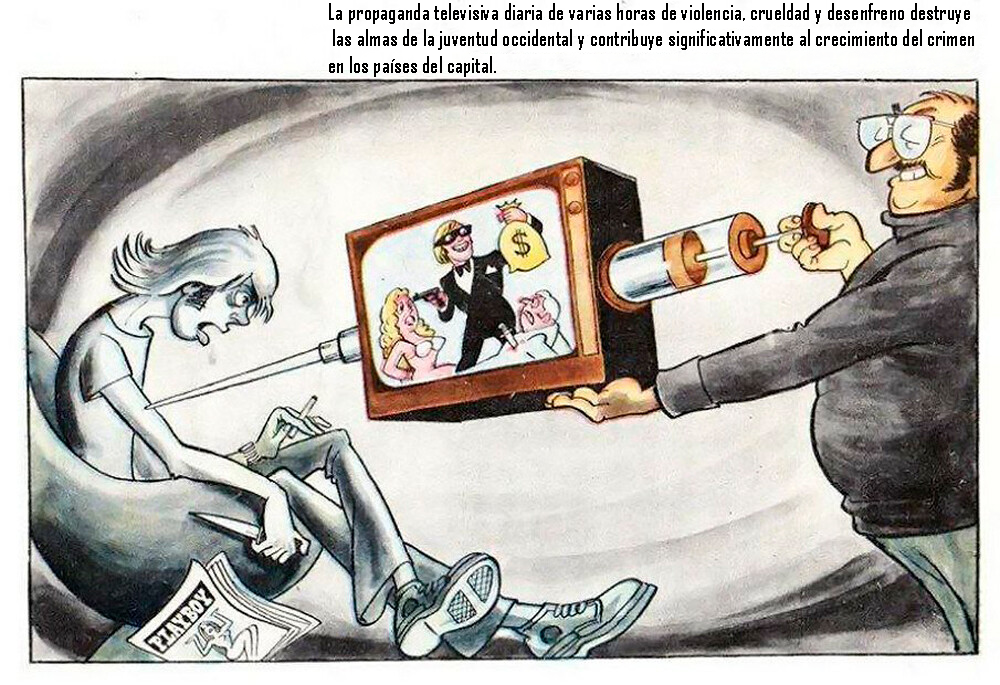 La propaganda televisiva diaria de varias horas de violencia, crueldad y desenfreno destruye
las almas de la juventud occidental y contribuye significativamente al crecimiento del crimen
en los países del capital.
$
PLAYBOY